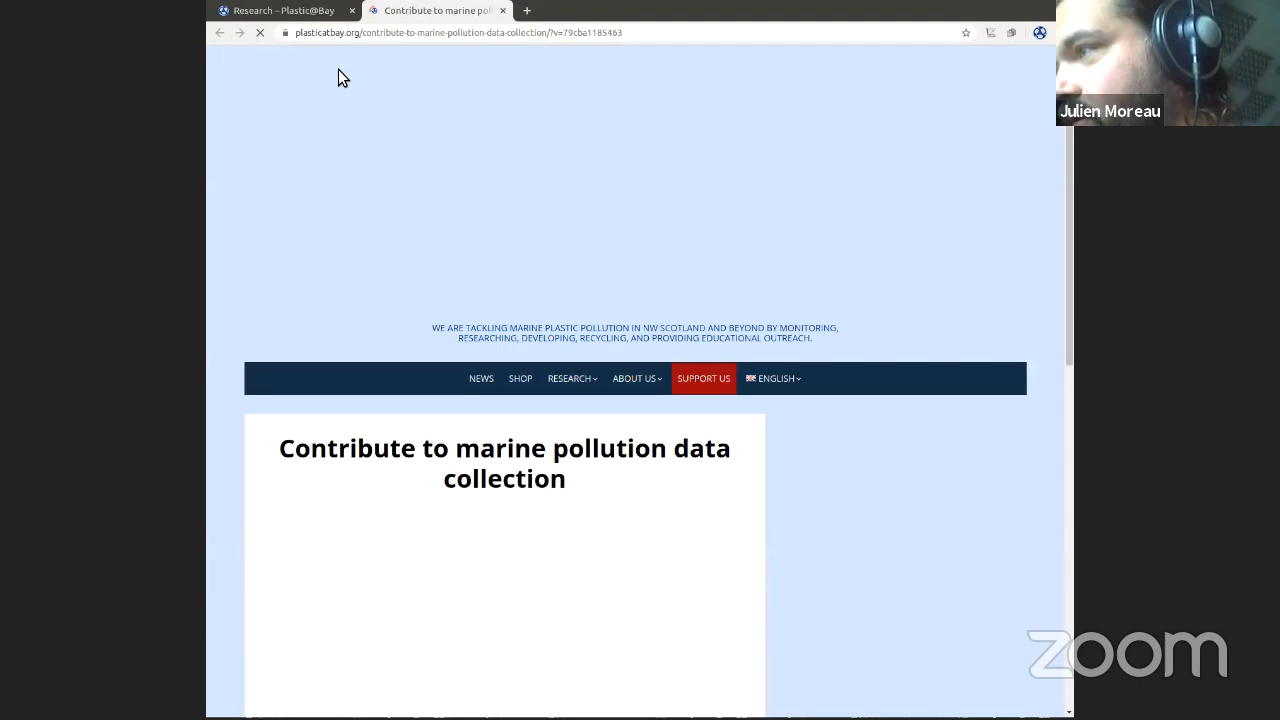 Research – Plastic@Bay
Contribute to marine pol
plasticatbay.org/contribute-to-marine-pollution-data-collection/?v=79cba1185463
Julien Moreau
WE ARE TACKLING MARINE PLASTIC POLLUTION IN NW SCOTLAND AND BEYOND BY MONITORING,
RESEARCHING, DEVELOPING, RECYCLING, AND PROVIDING EDUCATIONAL OUTREACH.
NEWS SHOP RESEARCH ABOUT US SUPPORT US ENGLISH
Contribute to marine pollution data
collection
zoom